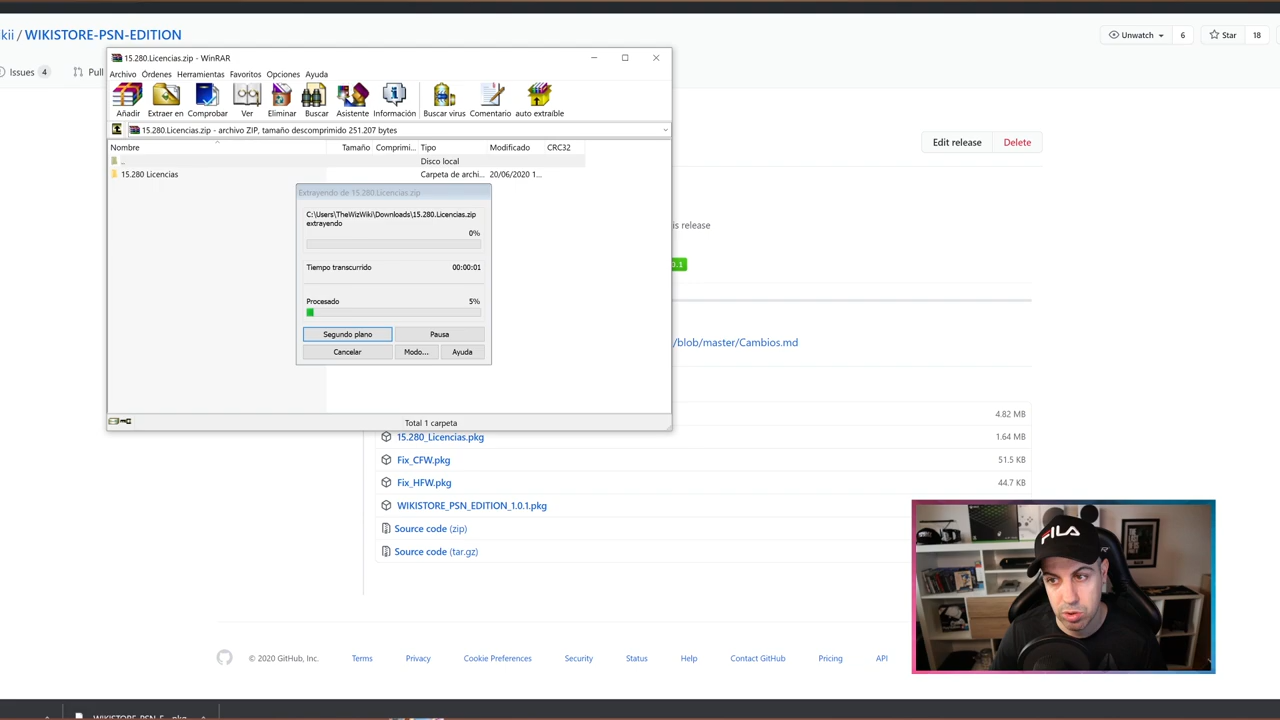 kii / WIKISTORE-PSN-EDITION
Unwatch 6 Star 18
Issues 4 Pull
15.280.Licencias.zip - WinRAR
Archivo Órdenes Herramientas Favoritos Opciones Ayuda
Añadir Extraer en Comprobar Ver Eliminar Buscar Asistente Información Buscar virus Comentario auto extraíble
15.280.Licencias.zip - archivo ZIP, tamaño descomprimido 251.207 bytes
Nombre Tamaño Comprimi... Tipo Modificado CRC32
.. Disco local
15.280 Licencias Carpeta de archi... 20/06/2020 1...
Edit release Delete
Extrayendo de 15.280.Licencias.zip
C:\Users\TheWizWiki\Downloads\15.280.Licencias.zip
extrayendo
0%
Tiempo transcurrido 00:00:01
Procesado 5%
Segundo plano Pausa
Cancelar Modo... Ayuda
is release
0.1
/blob/master/Cambios.md
Total 1 carpeta
4.82 MB
15.280_Licencias.pkg 1.64 MB
Fix_CFW.pkg 51.5 KB
Fix_HFW.pkg 44.7 KB
WIKISTORE_PSN_EDITION_1.0.1.pkg
Source code (zip)
Source code (tar.gz)
FILA
© 2020 GitHub, Inc. Terms Privacy Cookie Preferences Security Status Help Contact GitHub Pricing API
WIKISTORE_PSN_E....pkg